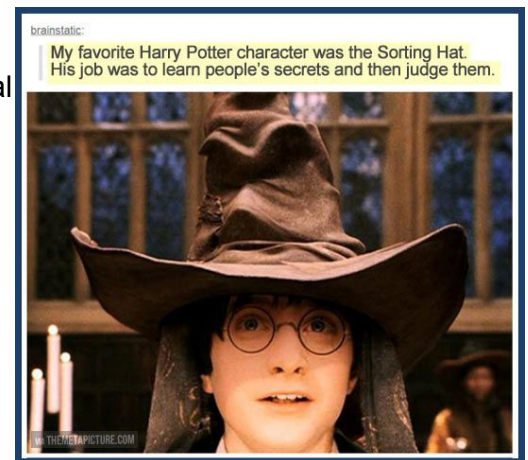 brainstatic:
My favorite Harry Potter character was the Sorting Hat.
His job was to learn people's secrets and then judge them.
al
VIA THEMETAPICTURE.COM